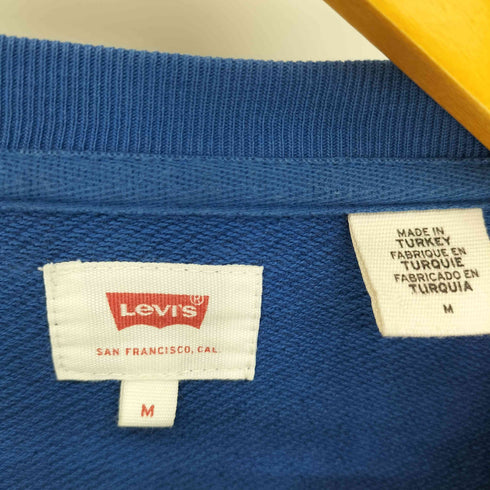 MADE IN
TURKEY
FABRIQUE EN
TURQUIE
FABRICADO EN
TURQUIA
M
LEVI'S®
SAN FRANCISCO, CAL.
M